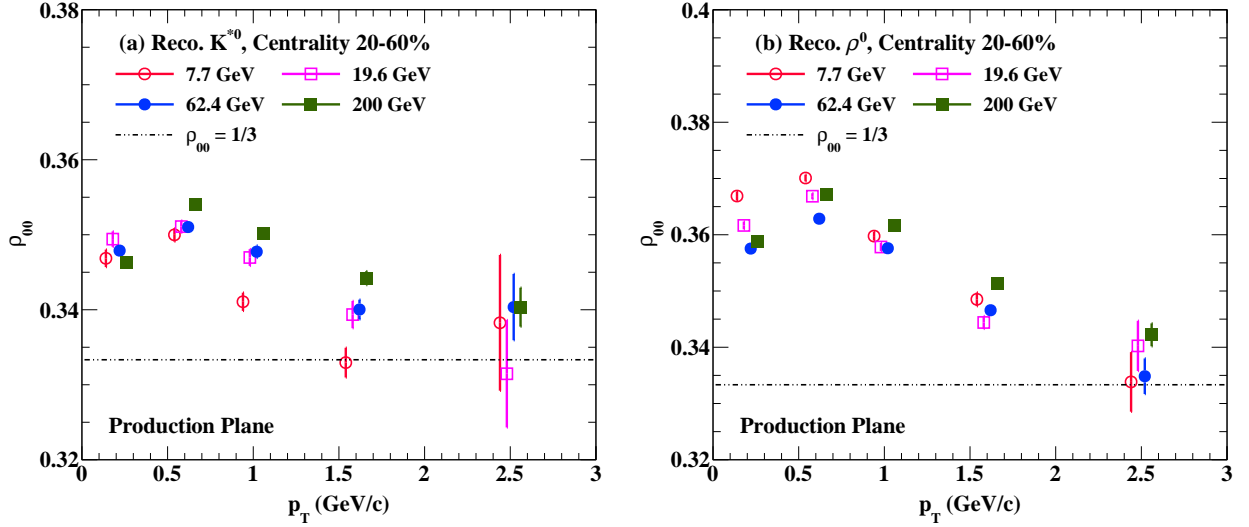 (a) Reco. K*0, Centrality 20-60%
7.7 GeV
19.6 GeV
62.4 GeV
200 GeV
ρ00 = 1/3
Production Plane
0.38
0.36
0.34
0.32
ρ00
0 0.5 1 1.5 2 2.5 3
pT (GeV/c)
(b) Reco. ρ0, Centrality 20-60%
7.7 GeV
19.6 GeV
62.4 GeV
200 GeV
ρ00 = 1/3
Production Plane
0.4
0.38
0.36
0.34
0.32
ρ00
0 0.5 1 1.5 2 2.5 3
pT (GeV/c)